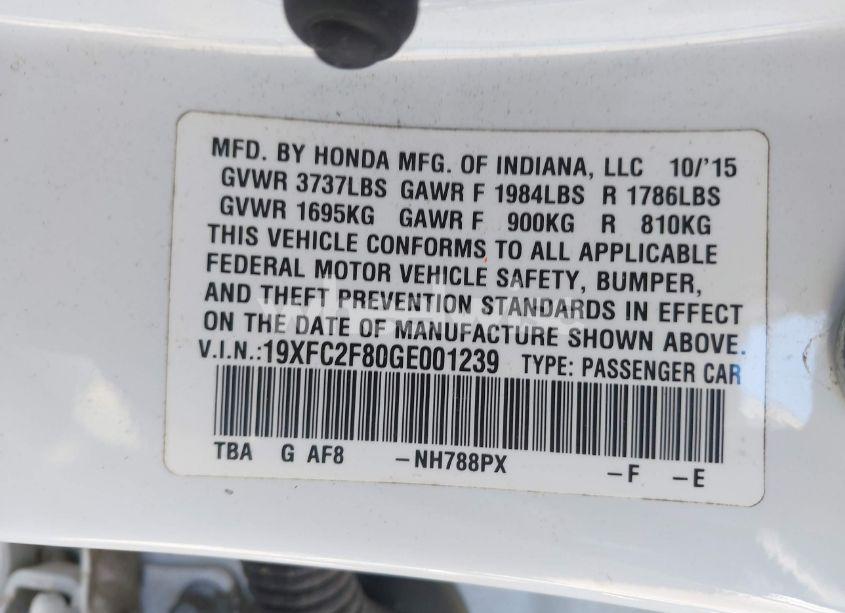 MFD. BY HONDA MFG. OF INDIANA, LLC 10/'15
GVWR 3737LBS GAWR F 1984LBS R 1786LBS
GVWR 1695KG GAWR F 900KG R 810KG
THIS VEHICLE CONFORMS TO ALL APPLICABLE
FEDERAL MOTOR VEHICLE SAFETY, BUMPER,
AND THEFT PREVENTION STANDARDS IN EFFECT
ON THE DATE OF MANUFACTURE SHOWN ABOVE.
V.I.N.:19XFC2F80GE001239 TYPE: PASSENGER CAR
TBA G AF8 -NH788PX -F -E